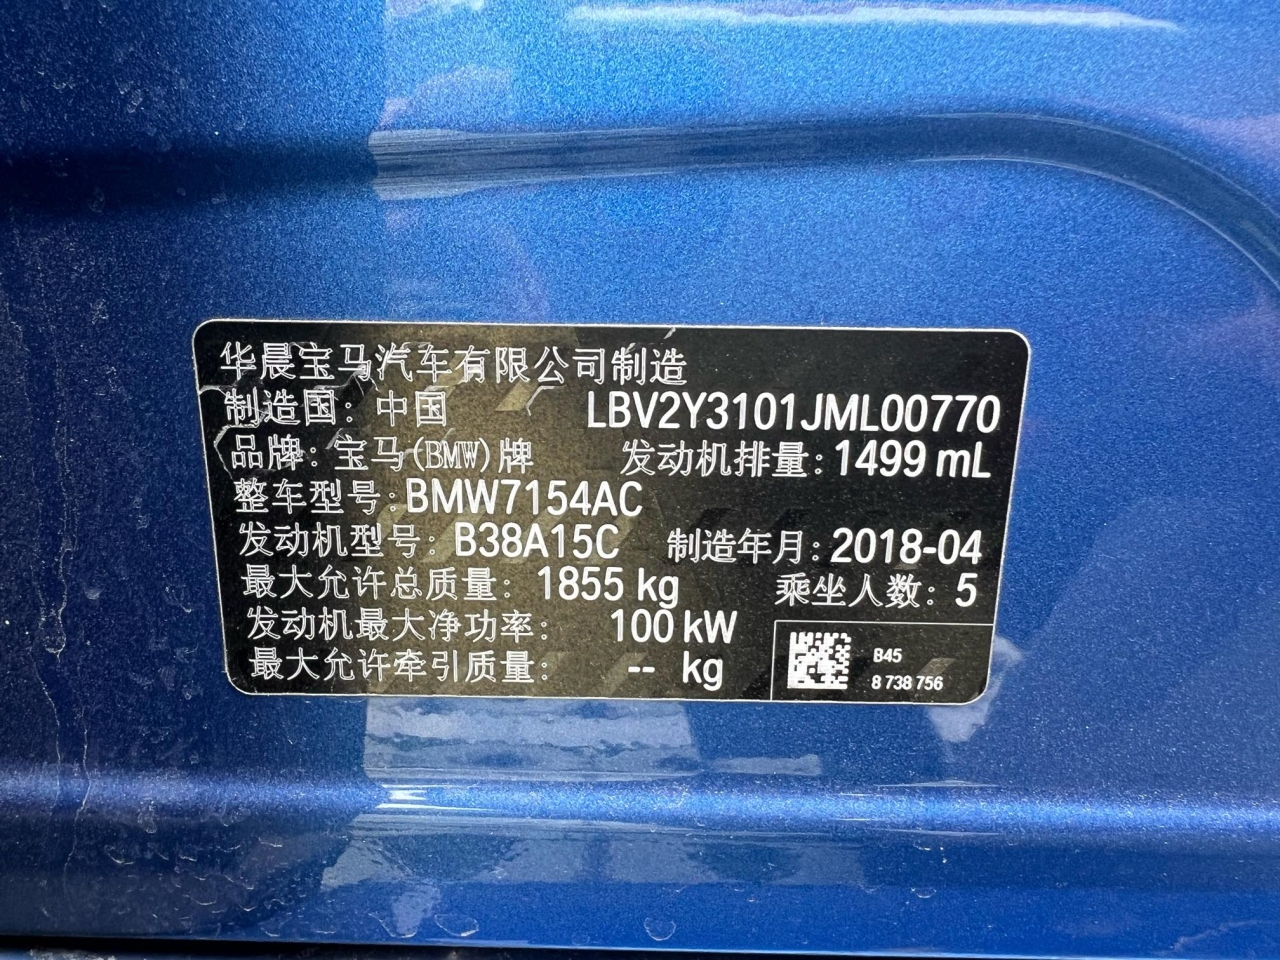 华晨宝马汽车有限公司制造
制造国：中国 LBV2Y3101JML00770
品牌：宝马(BMW)牌 发动机排量：1499 mL
整车型号：BMW7154AC
发动机型号：B38A15C 制造年月：2018-04
最大允许总质量：1855 kg 乘坐人数：5
发动机最大净功率：100 kW
最大允许牵引质量：-- kg
B45
8 738 756